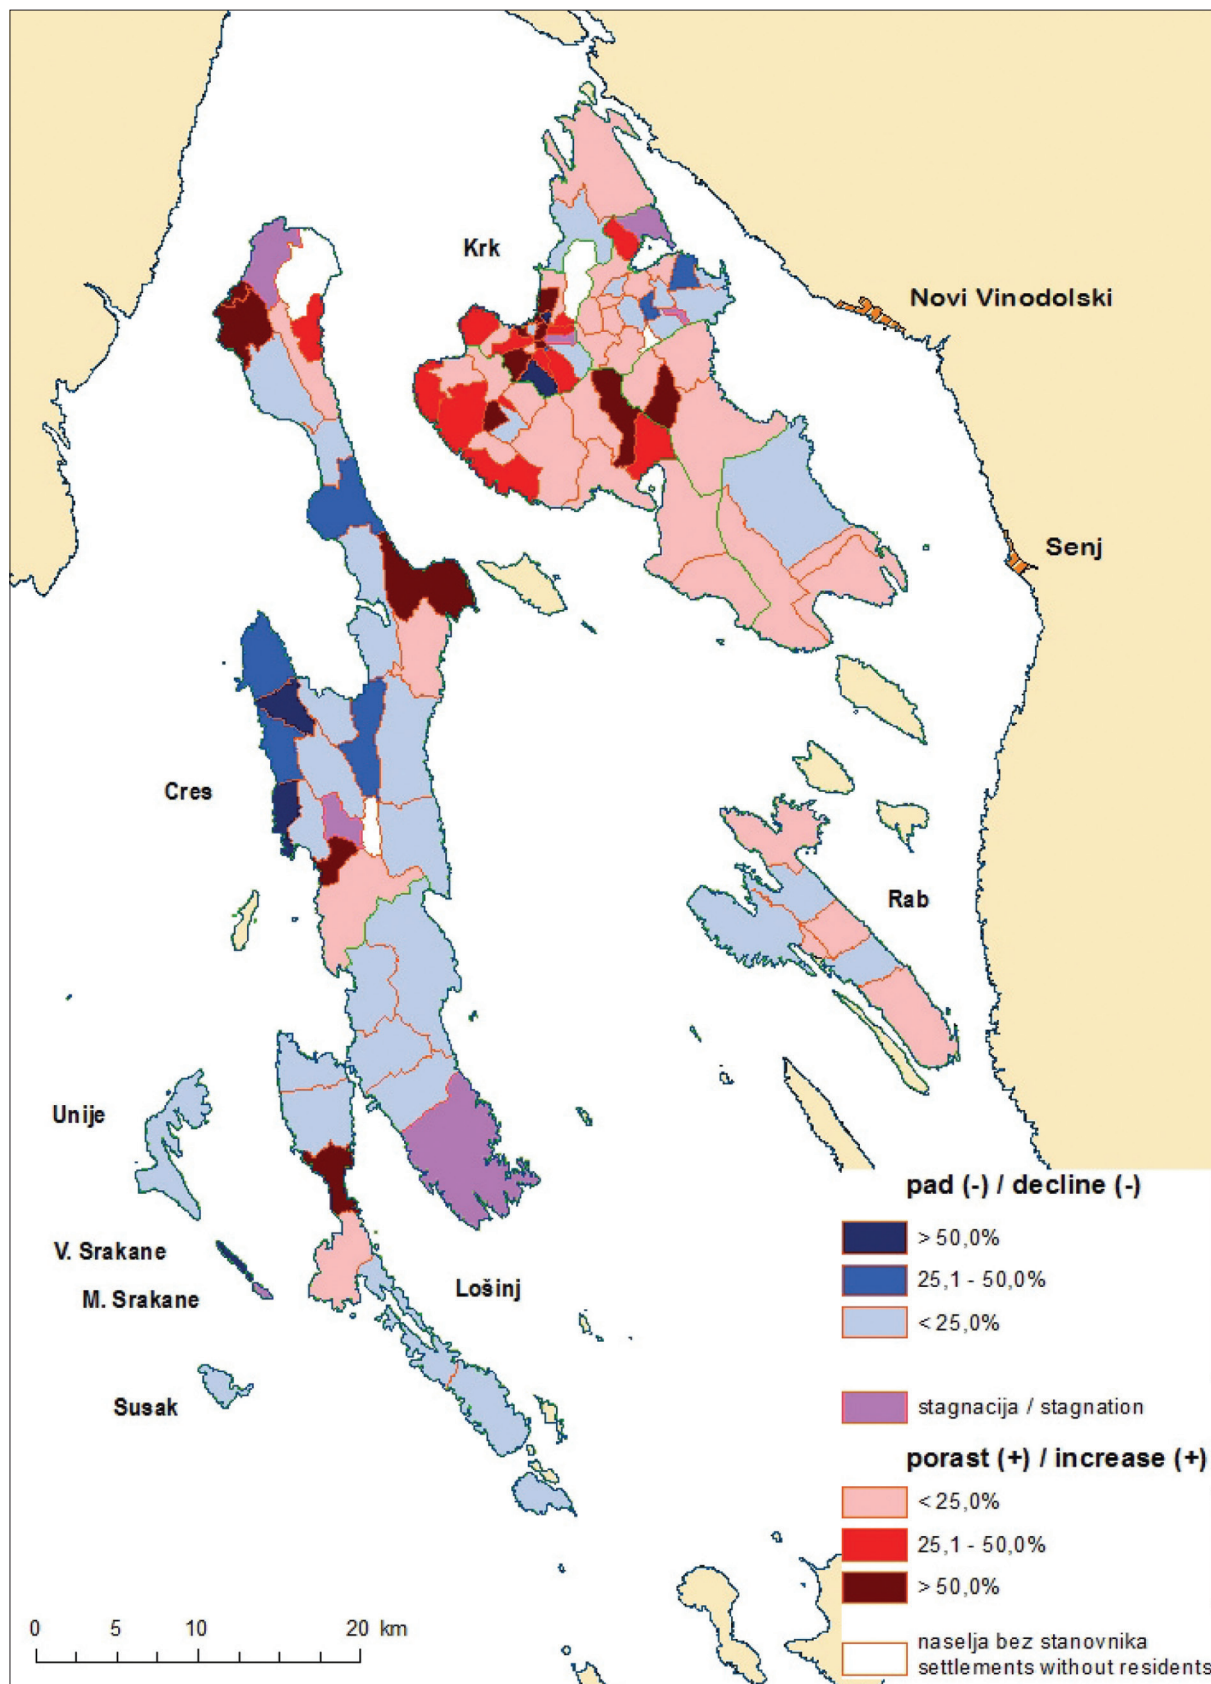 Krk
Novi Vinodolski
Senj
Cres
Rab
Unije
V. Srakane
M. Srakane
Lošinj
Susak
pad (-) / decline (-)
> 50,0%
25,1 - 50,0%
< 25,0%
stagnacija / stagnation
porast (+) / increase (+)
< 25,0%
25,1 - 50,0%
> 50,0%
naselja bez stanovnika
settlements without residents
0 5 10 20 km